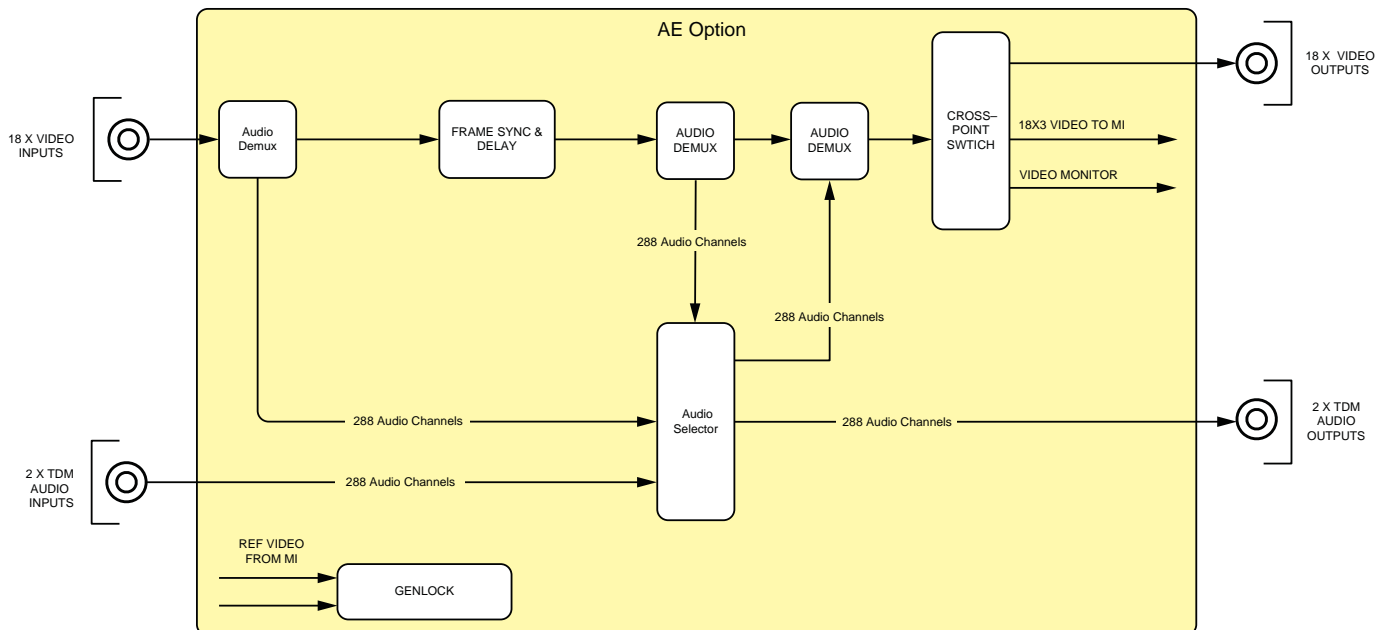 AE Option
18 X  VIDEO
OUTPUTS
18 X VIDEO
INPUTS
Audio
Demux
FRAME SYNC &
DELAY
AUDIO
DEMUX
AUDIO
DEMUX
CROSS–
POINT
SWTICH
18X3 VIDEO TO MI
VIDEO MONITOR
288 Audio Channels
288 Audio Channels
288 Audio Channels
Audio
Selector
288 Audio Channels
2 X TDM
AUDIO
OUTPUTS
2 X TDM
AUDIO
INPUTS
288 Audio Channels
REF VIDEO
FROM MI
GENLOCK